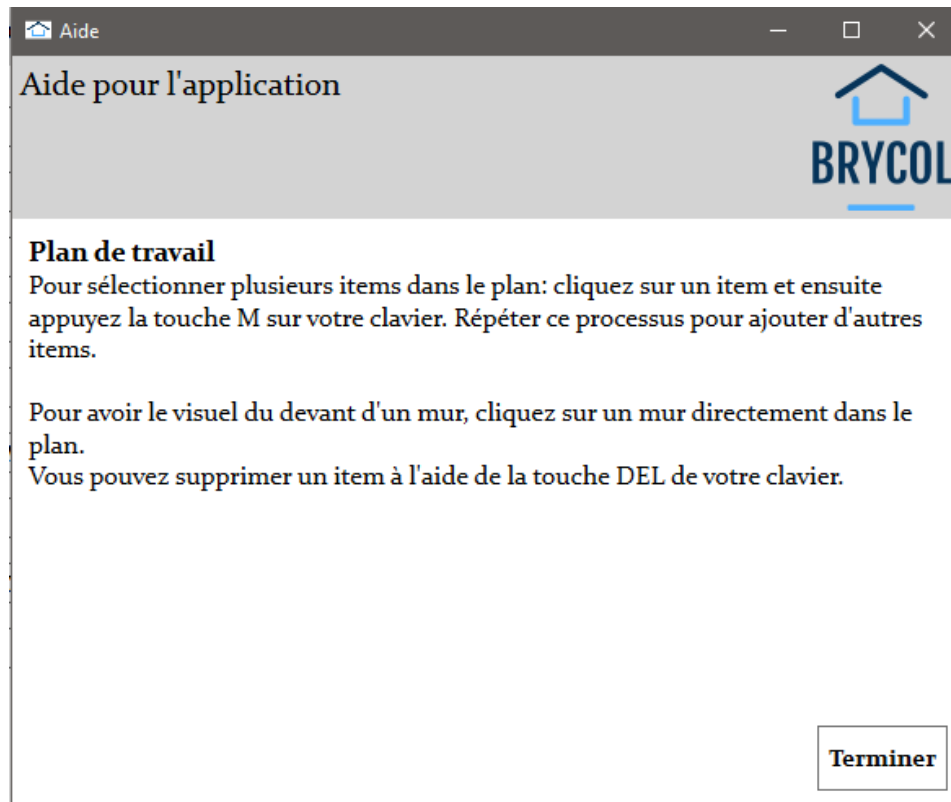 Aide
Aide pour l'application
BRYCOL
Plan de travail
Pour sélectionner plusieurs items dans le plan: cliquez sur un item et ensuite
appuyez la touche M sur votre clavier. Répéter ce processus pour ajouter d'autres
items.
Pour avoir le visuel du devant d'un mur, cliquez sur un mur directement dans le
plan.
Vous pouvez supprimer un item à l'aide de la touche DEL de votre clavier.
Terminer